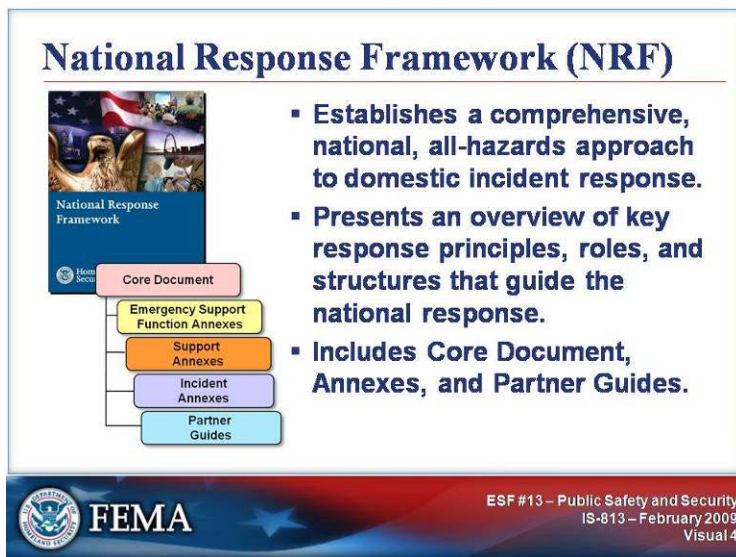 National Response Framework (NRF)
National Response
Framework
Core Document
Emergency Support
Function Annexes
Support
Annexes
Incident
Annexes
Partner
Guides
▪ Establishes a comprehensive,
national, all-hazards approach
to domestic incident response.
▪ Presents an overview of key
response principles, roles, and
structures that guide the
national response.
▪ Includes Core Document,
Annexes, and Partner Guides.
FEMA
ESF #13 – Public Safety and Security
IS-813 – February 2009
Visual 4